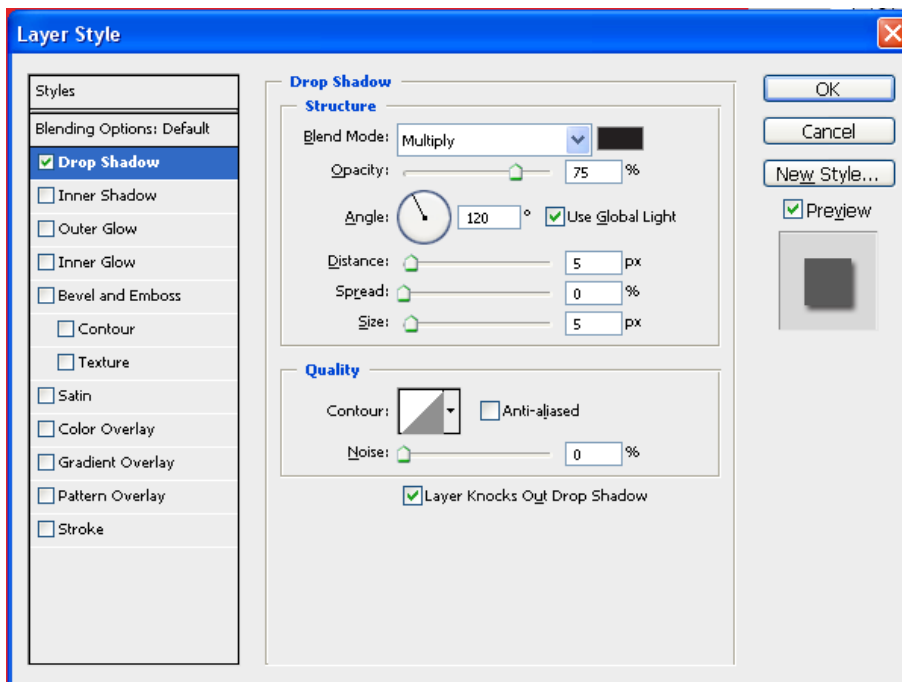 Layer Style
Styles
Blending Options: Default
Drop Shadow
Inner Shadow
Outer Glow
Inner Glow
Bevel and Emboss
Contour
Texture
Satin
Color Overlay
Gradient Overlay
Pattern Overlay
Stroke
Drop Shadow
Structure
Blend Mode: Multiply
Opacity: 75 %
Angle: 120 ° Use Global Light
Distance: 5 px
Spread: 0 %
Size: 5 px
Quality
Contour: Anti-aliased
Noise: 0 %
Layer Knocks Out Drop Shadow
OK
Cancel
New Style...
Preview